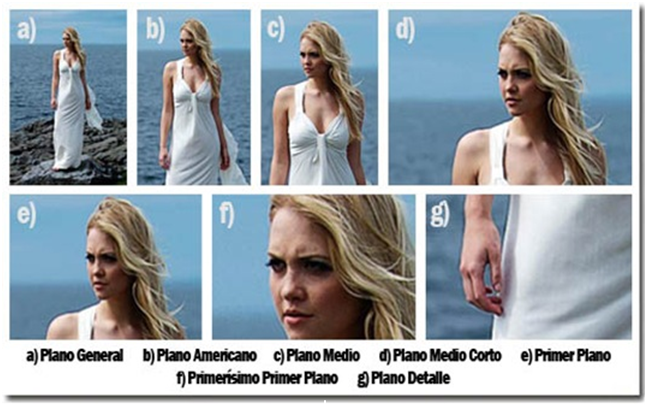 a)
b)
c)
d)
e)
f)
g)
a) Plano General b) Plano Americano c) Plano Medio d) Plano Medio Corto e) Primer Plano
f) Primerísimo Primer Plano g) Plano Detalle